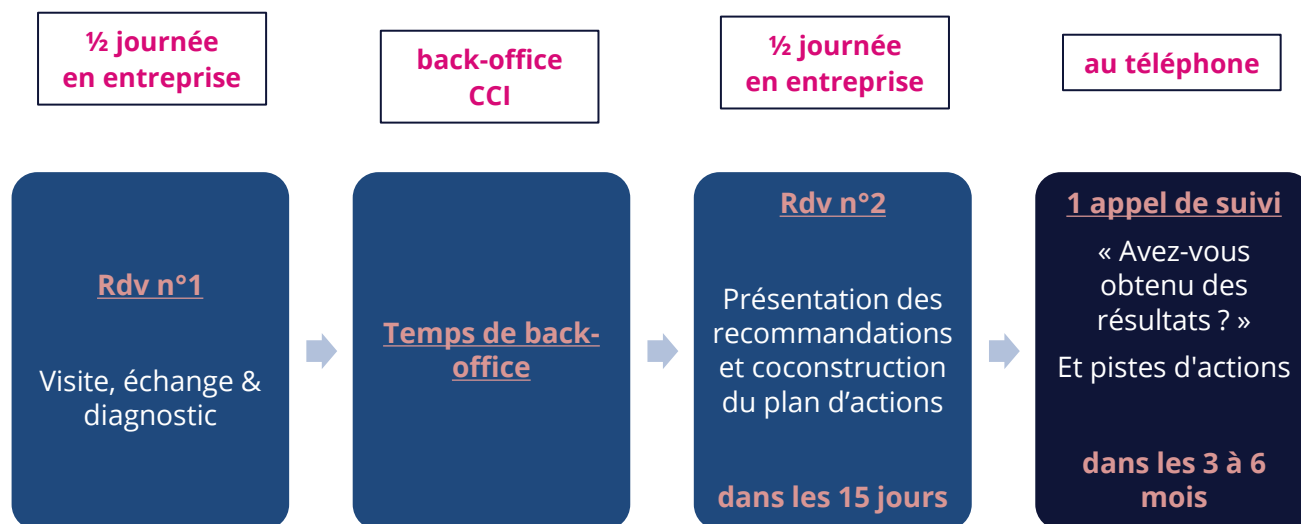 ½ journée
en entreprise
back-office
CCI
½ journée
en entreprise
au téléphone
Rdv n°1
Visite, échange &
diagnostic
Temps de back-
office
Rdv n°2
Présentation des
recommandations
et coconstruction
du plan d’actions
dans les 15 jours
1 appel de suivi
« Avez-vous
obtenu des
résultats ? »
Et pistes d'actions
dans les 3 à 6
mois